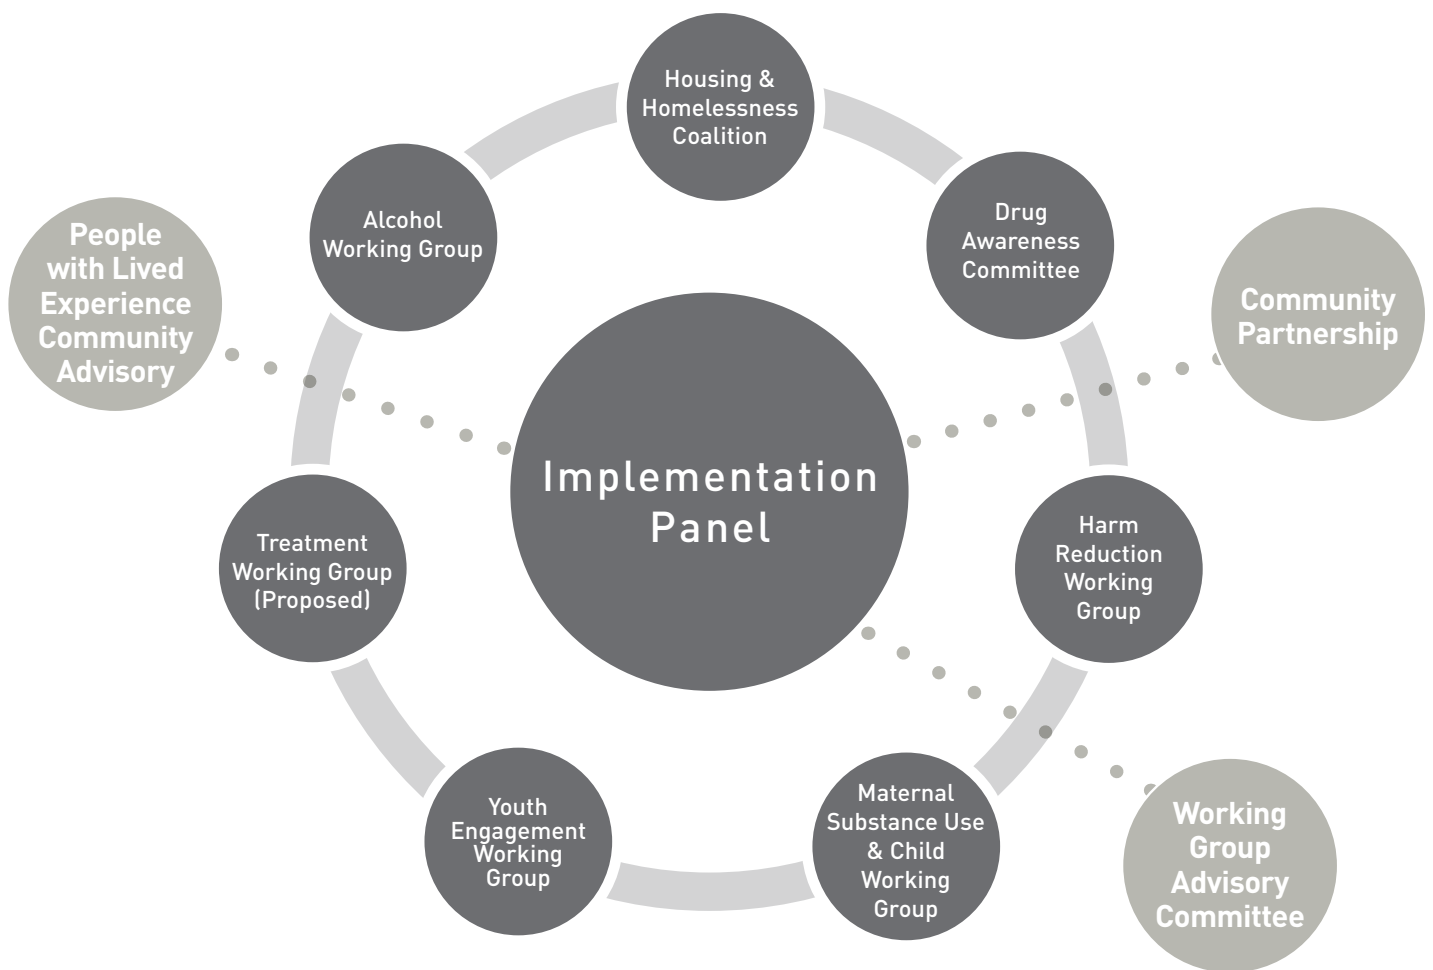 Housing &
Homelessness
Coalition
Alcohol
Working Group
Drug
Awareness
Committee
People
with Lived
Experience
Community
Advisory
Community
Partnership
Implementation
Panel
Treatment
Working Group
(Proposed)
Harm
Reduction
Working
Group
Youth
Engagement
Working
Group
Maternal
Substance Use
& Child
Working
Group
Working
Group
Advisory
Committee